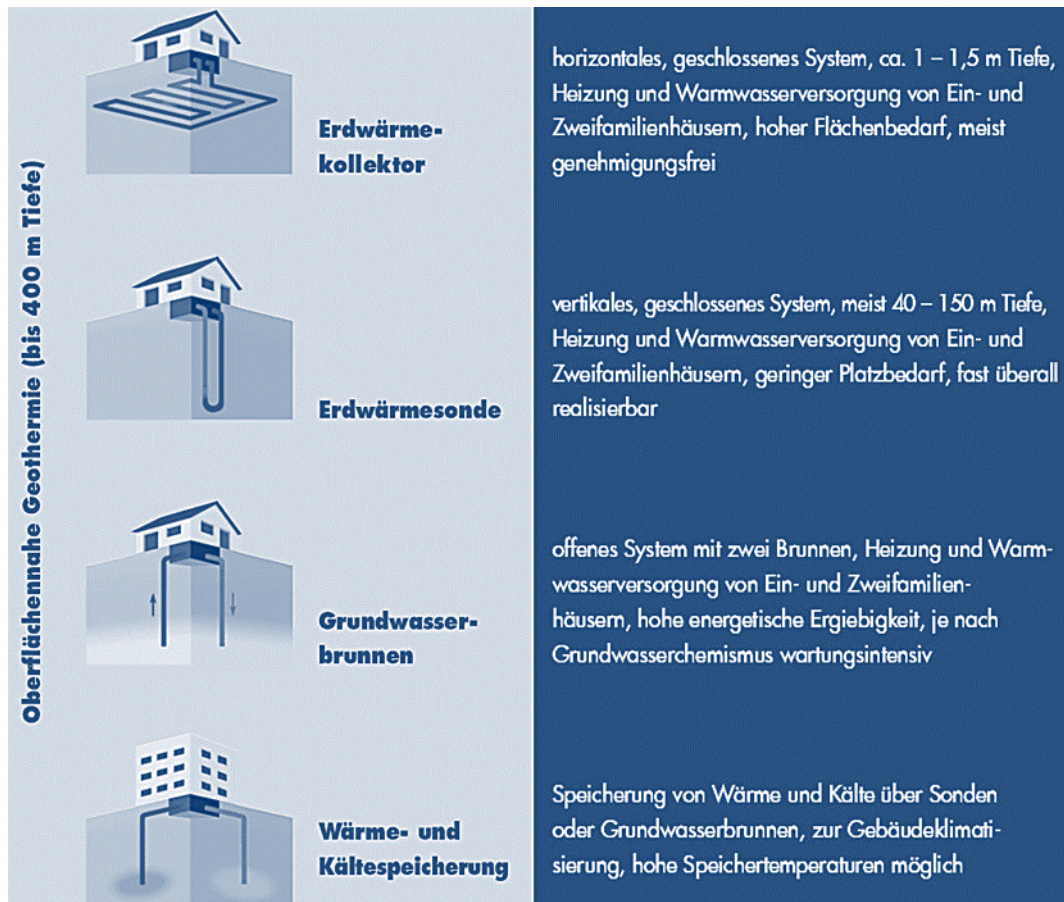 Oberflächennahe Geothermie (bis 400 m Tiefe)
Erdwärme-
kollektor
horizontales, geschlossenes System, ca. 1 – 1,5 m Tiefe,
Heizung und Warmwasserversorgung von Ein- und
Zweifamilienhäusern, hoher Flächenbedarf, meist
genehmigungsfrei
Erdwärmesonde
vertikales, geschlossenes System, meist 40 – 150 m Tiefe,
Heizung und Warmwasserversorgung von Ein- und
Zweifamilienhäusern, geringer Platzbedarf, fast überall
realisierbar
Grundwasser-
brunnen
offenes System mit zwei Brunnen, Heizung und Warm-
wasserversorgung von Ein- und Zweifamilien-
häusern, hohe energetische Ergiebigkeit, je nach
Grundwasserchemismus wartungsintensiv
Wärme- und
Kältespeicherung
Speicherung von Wärme und Kälte über Sonden
oder Grundwasserbrunnen, zur Gebäudeklimati-
sierung, hohe Speichertemperaturen möglich